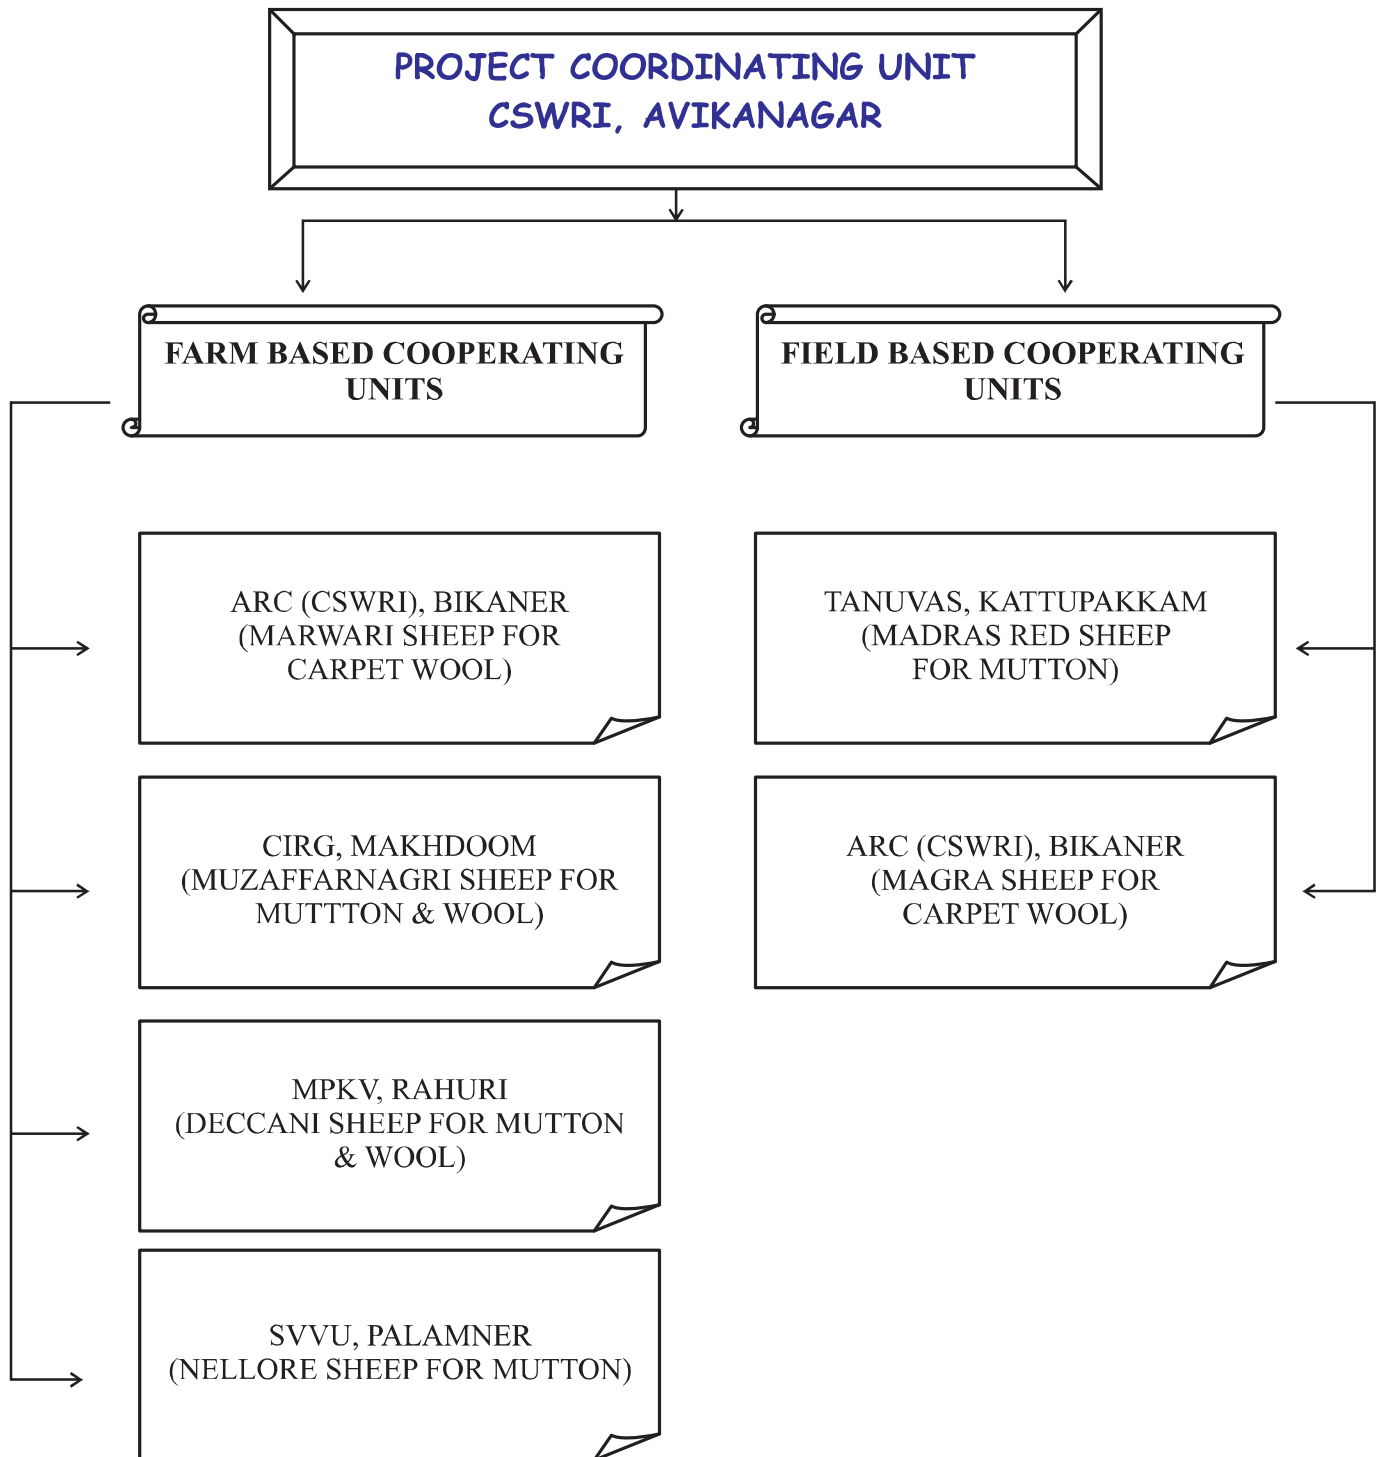 PROJECT COORDINATING UNIT
CSWRI, AVIKANAGAR
FARM BASED COOPERATING
UNITS
FIELD BASED COOPERATING
UNITS
ARC (CSWRI), BIKANER
(MARWARI SHEEP FOR
CARPET WOOL)
TANUVAS, KATTUPAKKAM
(MADRAS RED SHEEP
FOR MUTTON)
CIRG, MAKHDOOM
(MUZAFFARNAGRI SHEEP FOR
MUTTTON & WOOL)
ARC (CSWRI), BIKANER
(MAGRA SHEEP FOR
CARPET WOOL)
MPKV, RAHURI
(DECCANI SHEEP FOR MUTTON
& WOOL)
SVVU, PALAMNER
(NELLORE SHEEP FOR MUTTON)